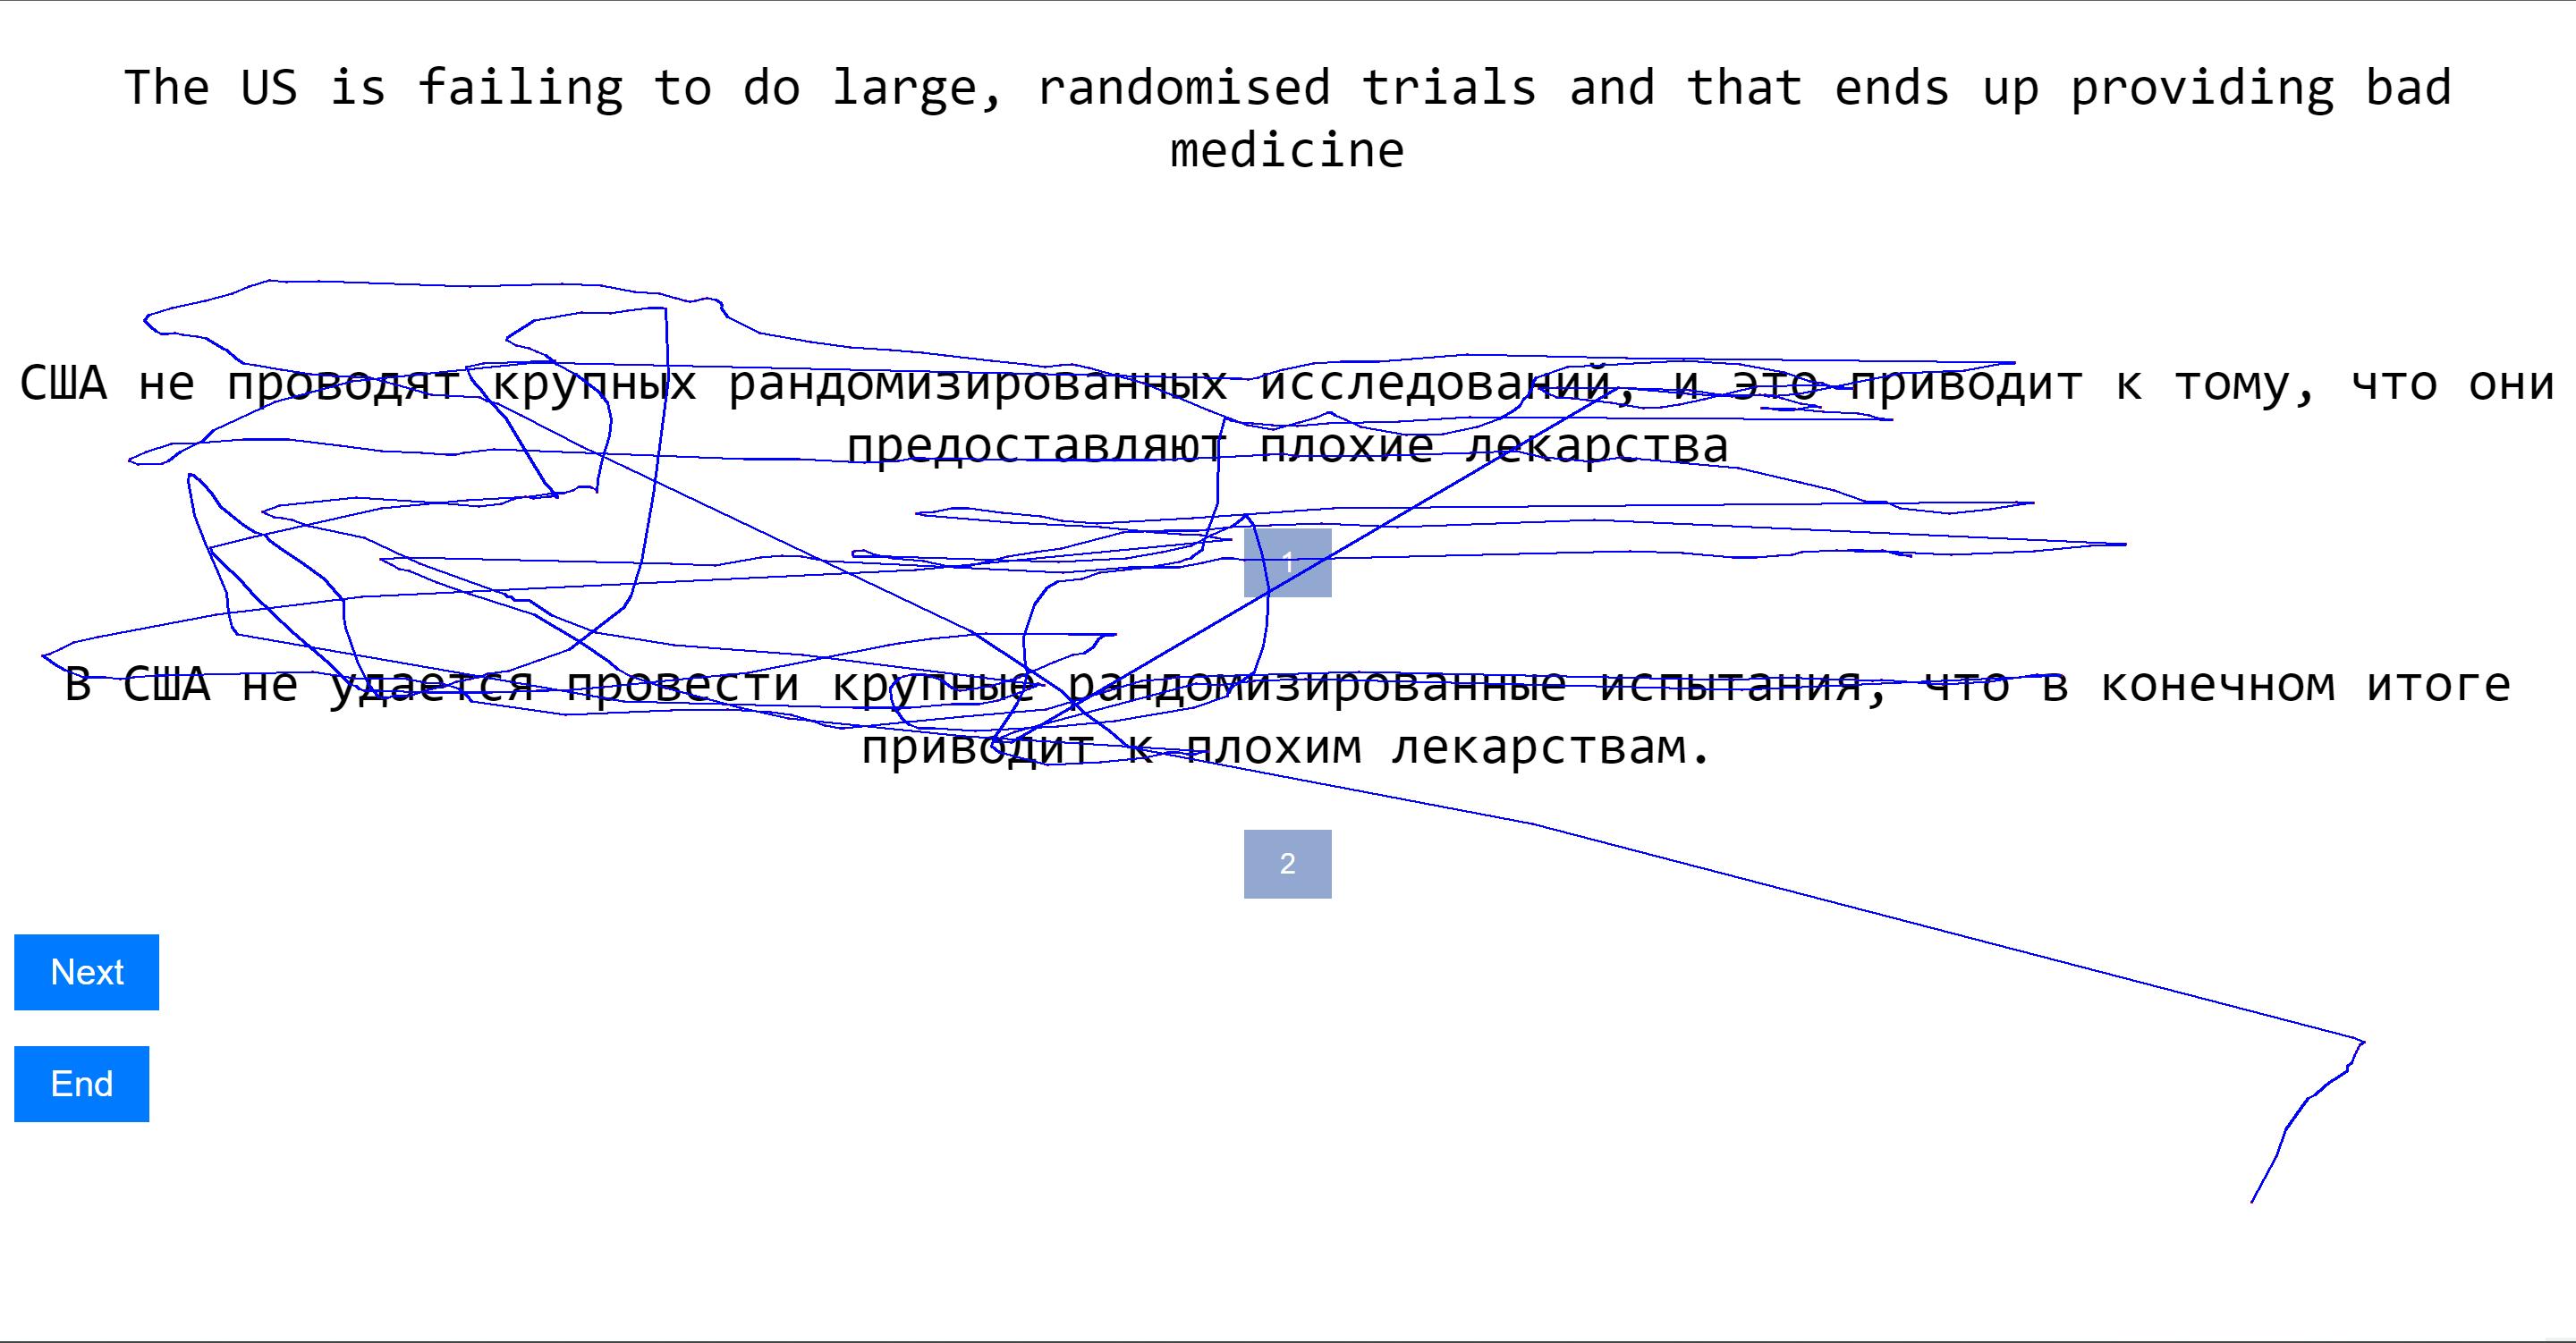 The US is failing to do large, randomised trials and that ends up providing bad
medicine
США не проводят крупных рандомизированных исследований, и это приводит к тому, что они
предоставляют плохие лекарства
1
В США не удается провести крупные рандомизированные испытания, что в конечном итоге
приводит к плохим лекарствам.
2
Next
End